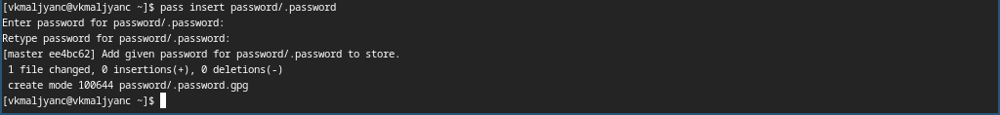 [vkmaljyanc@vkmaljyanc ~]$ pass insert password/.password
Enter password for password/.password:
Retype password for password/.password:
[master ee4bc62] Add given password for password/.password to store.
 1 file changed, 0 insertions(+), 0 deletions(-)
 create mode 100644 password/.password.gpg
[vkmaljyanc@vkmaljyanc ~]$